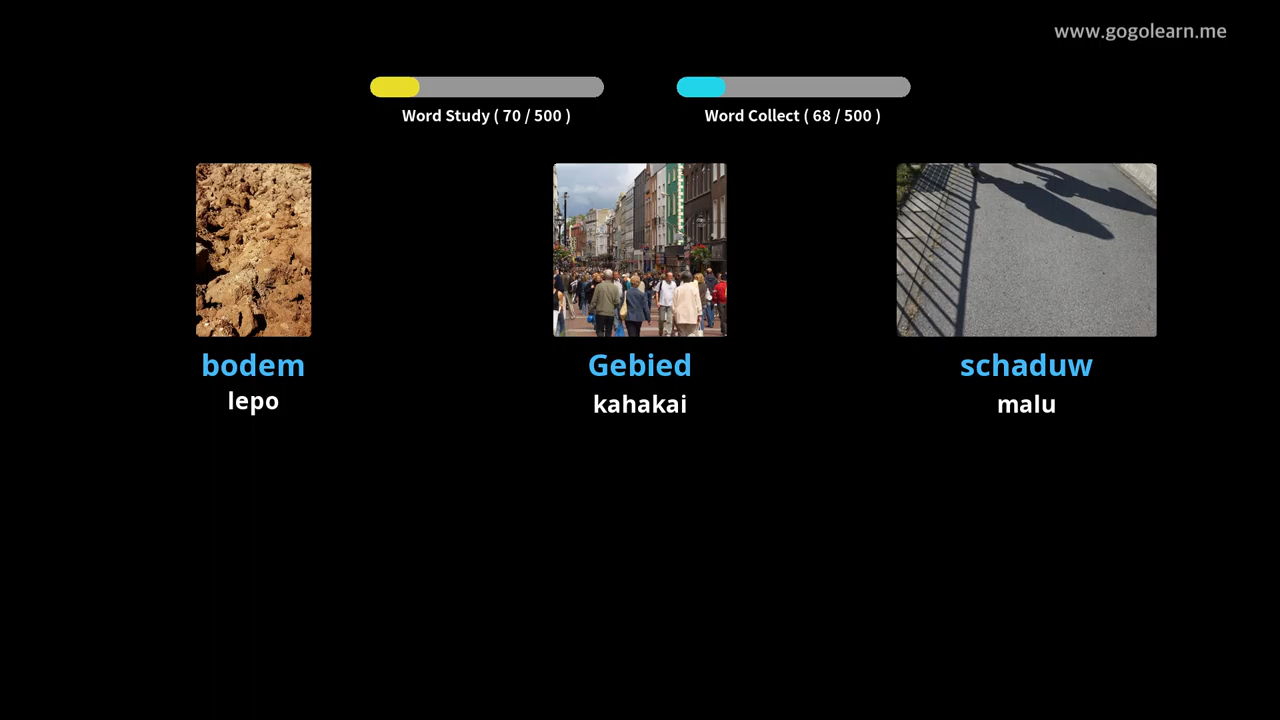 www.gogolearn.me
Word Study ( 70 / 500 )
Word Collect ( 68 / 500 )
bodem
lepo
Gebied
kahakai
schaduw
malu